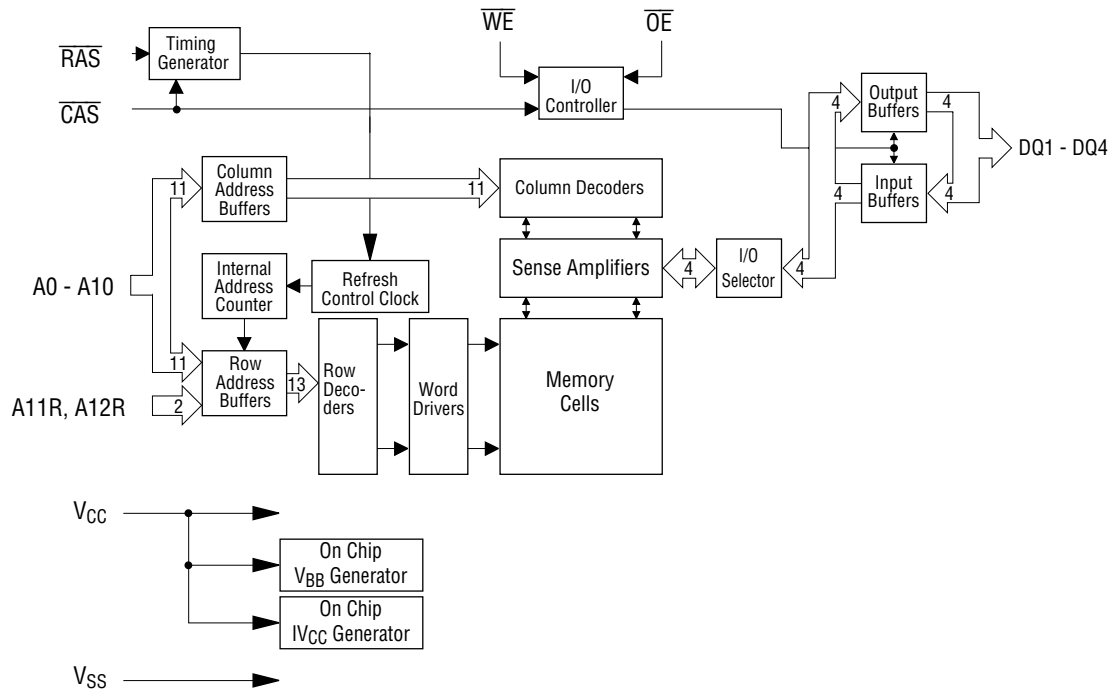 WE
OE
RAS
Timing
Generator
CAS
I/O
Controller
Output
Buffers
4
4
DQ1 - DQ4
Input
Buffers
4
4
11
Column
Address
Buffers
11
Column Decoders
Sense Amplifiers
4
I/O
Selector
4
A0 - A10
Internal
Address
Counter
Refresh
Control Clock
11
Row
Address
Buffers
13
Row
Deco-
ders
Word
Drivers
Memory
Cells
A11R, A12R
2
VCC
On Chip
VBB Generator
On Chip
IVCC Generator
VSS